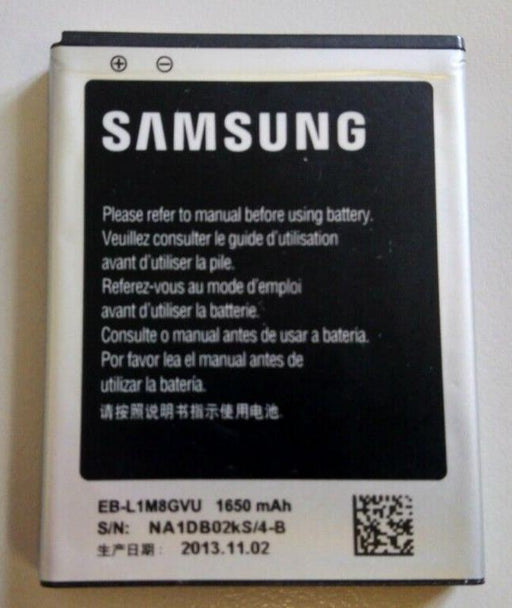 ⊕ ⊖
SAMSUNG
Please refer to manual before using battery.
Veuillez consulter le guide d'utilisation
avant d'utiliser la pile.
Referez-vous au mode d'emploi
avant d'utiliser la batterie.
Consulte o manual antes de usar a bateria.
Por favor lea el manual antes de
utilizar la batería.
请按照说明书指示使用电池.
EB-L1M8GVU 1650 mAh
S/N: NA1DB02kS/4-B
生产日期: 2013.11.02